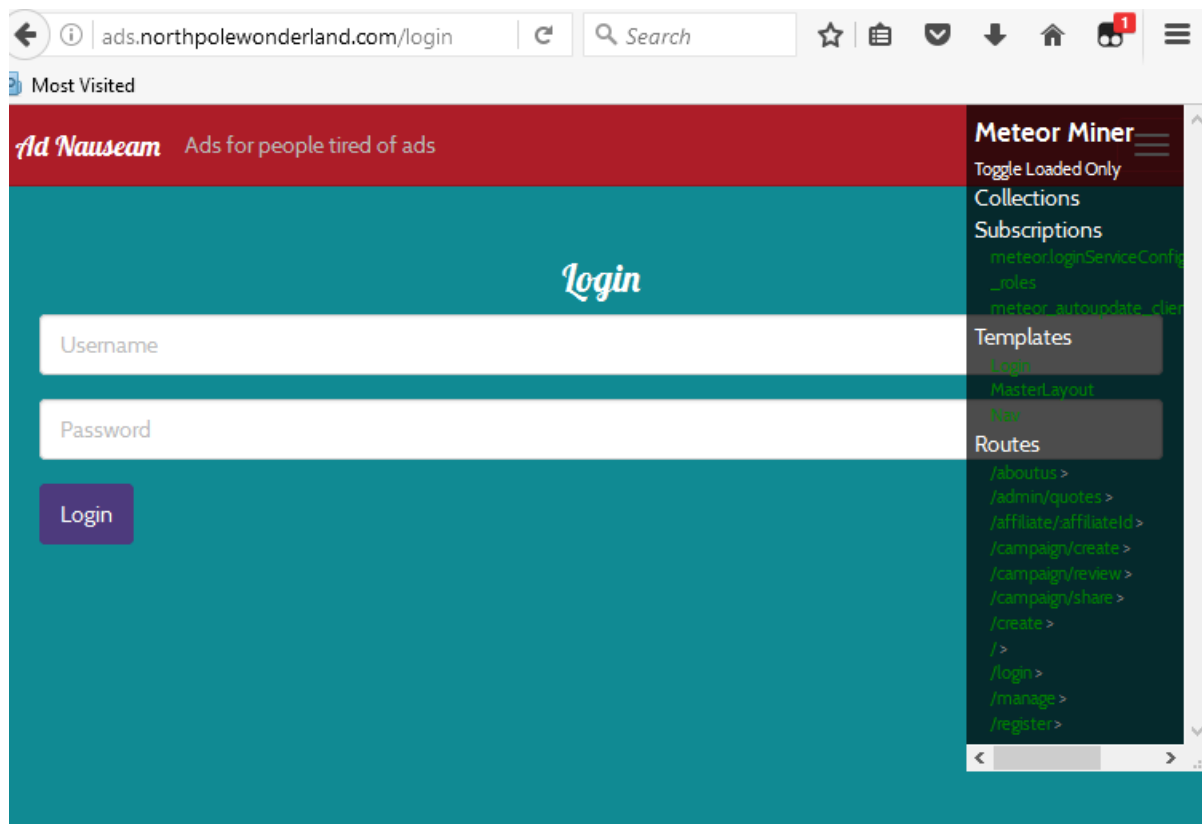 ads.northpolewonderland.com/login
Search
1
Most Visited
Ad Nauseam Ads for people tired of ads
Login
Username
Password
Login
Meteor Miner
Toggle Loaded Only
Collections
Subscriptions
meteor.loginServiceConfig
_roles
meteor_autoupdate_clien
Templates
Login
MasterLayout
Nav
Routes
/aboutus >
/admin/quotes >
/affiliate/:affiliateId >
/campaign/create >
/campaign/review >
/campaign/share >
/create >
/ >
/login >
/manage >
/register >